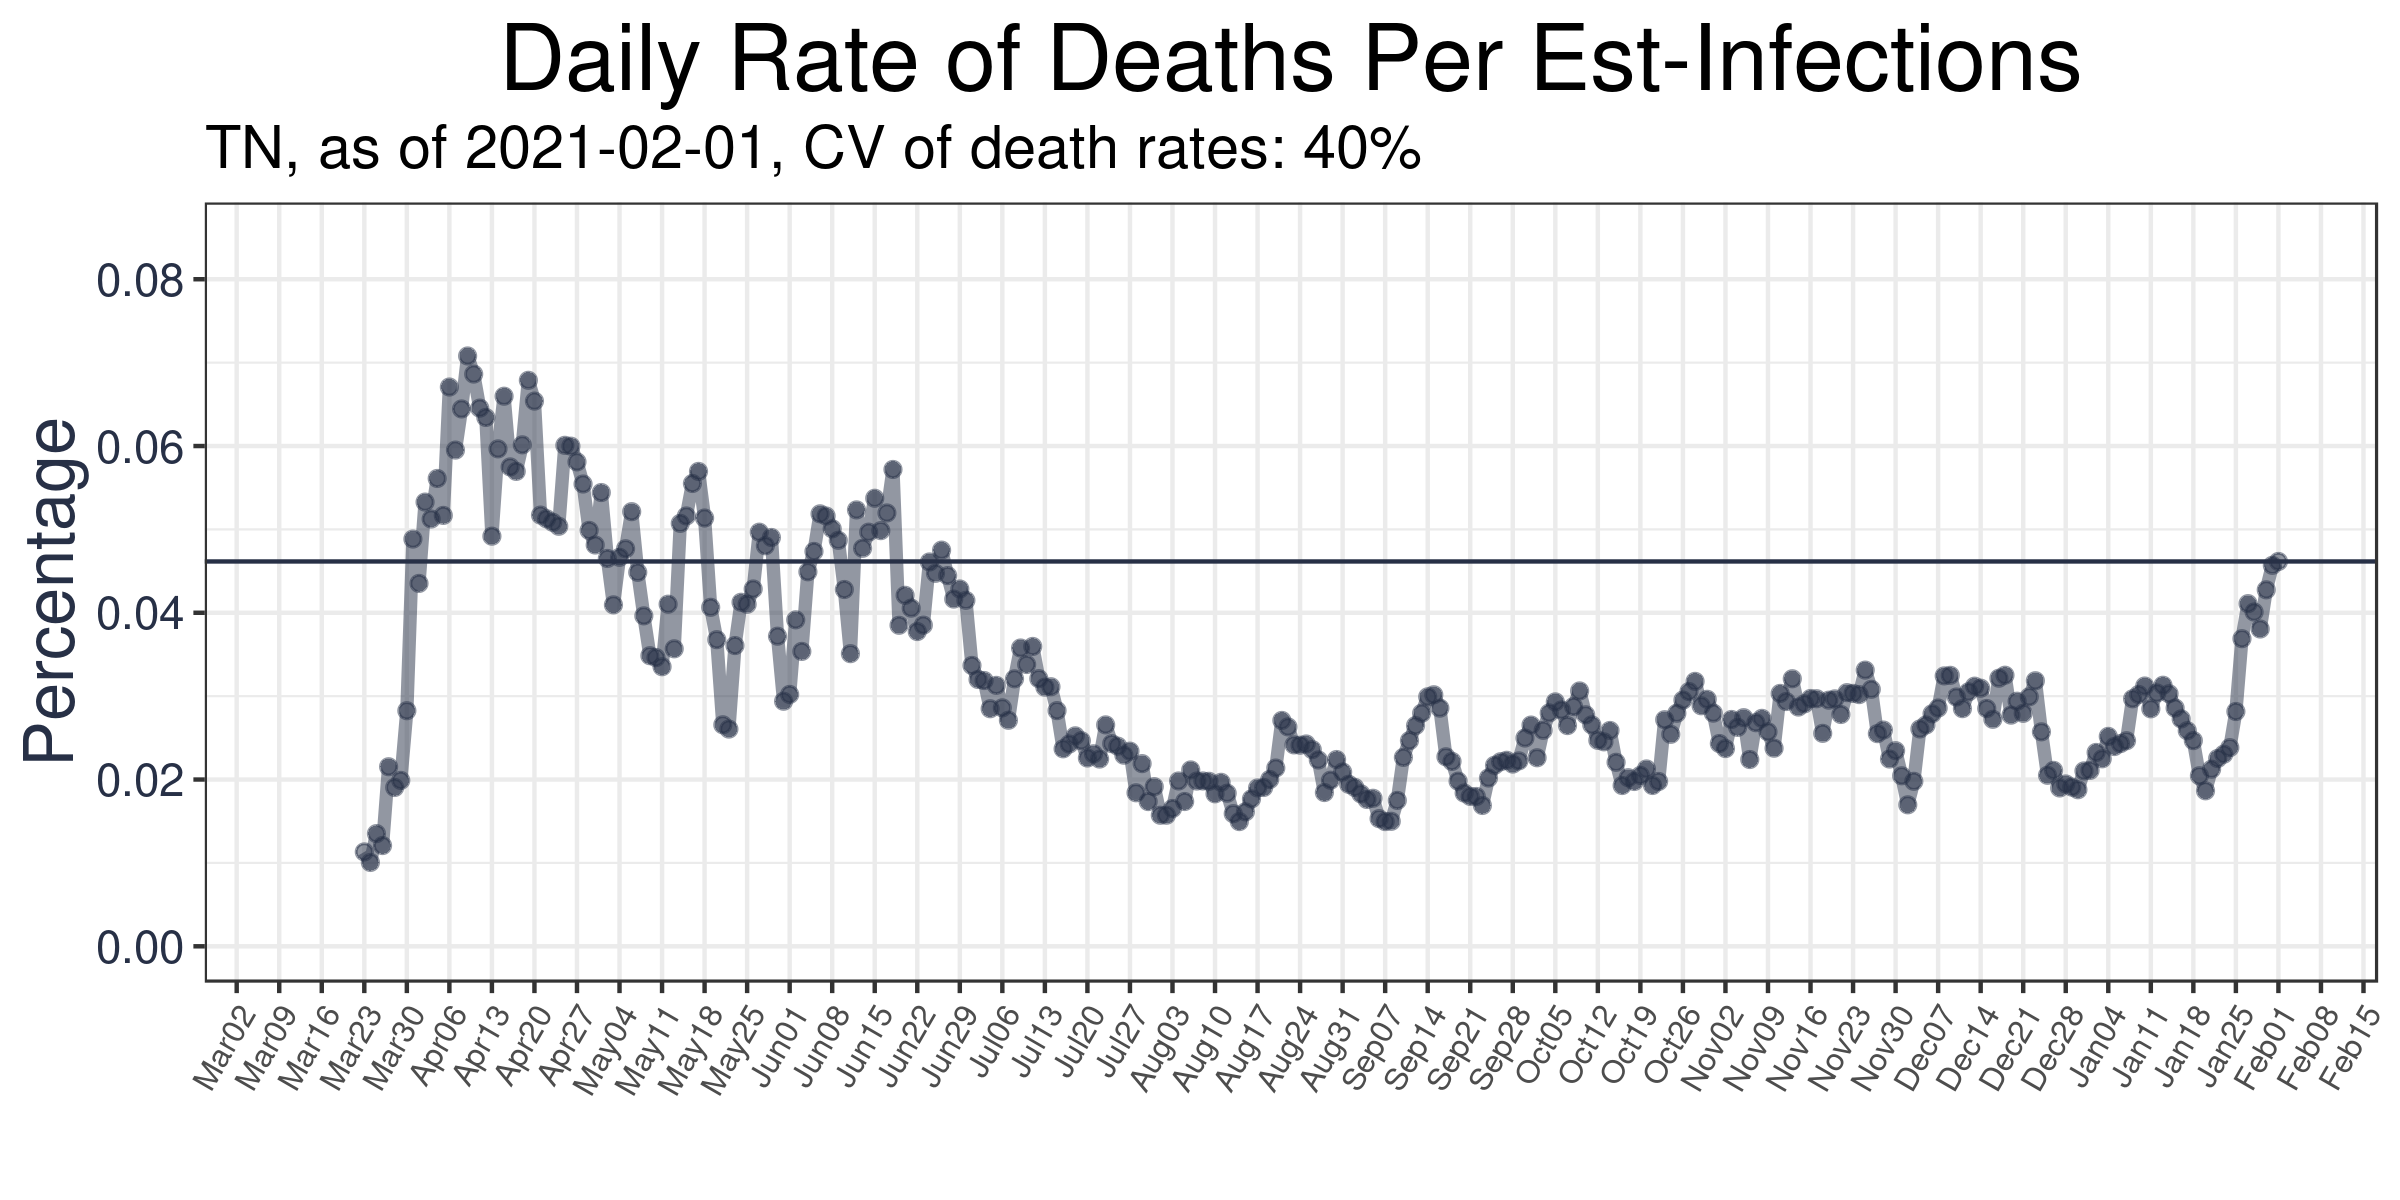 Daily Rate of Deaths Per Est-Infections
TN, as of 2021-02-01, CV of death rates: 40%
Percentage
0.08
0.06
0.04
0.02
0.00
Mar02
Mar09
Mar16
Mar23
Mar30
Apr06
Apr13
Apr20
Apr27
May04
May11
May18
May25
Jun01
Jun08
Jun15
Jun22
Jun29
Jul06
Jul13
Jul20
Jul27
Aug03
Aug10
Aug17
Aug24
Aug31
Sep07
Sep14
Sep21
Sep28
Oct05
Oct12
Oct19
Oct26
Nov02
Nov09
Nov16
Nov23
Nov30
Dec07
Dec14
Dec21
Dec28
Jan04
Jan11
Jan18
Jan25
Feb01
Feb08
Feb15